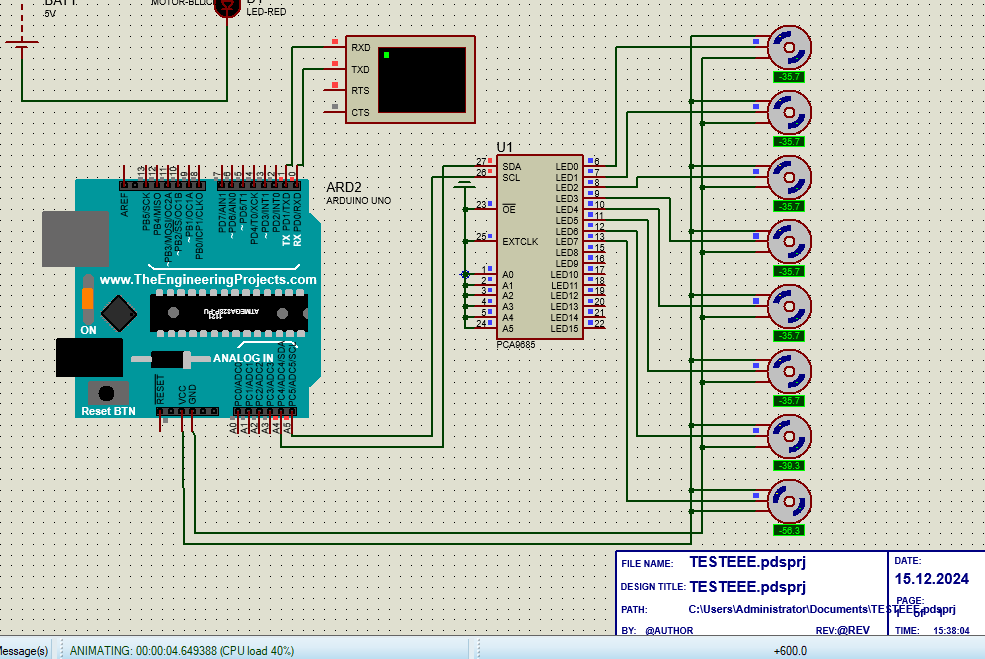 BAT1
5V
MOTOR-BLDC
D1
LED-RED
RXD
TXD
RTS
CTS
ARD2
ARDUINO UNO
13
12
11
10
9
8
7
6
5
4
3
2
1
0
AREF
PB5/SCK
PB4/MISO
~PB3/MOSI/OC2A
~PB2/SS/OC1B
~PB1/OC1A
PB0/ICP1/CLKO
PD7/AIN1
~PD6/AIN0
~PD5/T1
PD4/T0/XCK
~PD3/INT1
PD2/INT0
TX PD1/TXD
RX PD0/RXD
www.TheEngineeringProjects.com
ATMEGA328P-PU
1121
ON
ANALOG IN
Reset BTN
RESET
VCC
GND
PC0/ADC0
PC1/ADC1
PC2/ADC2
PC3/ADC3
PC4/ADC4/SDA
PC5/ADC5/SCL
A0
A1
A2
A3
A4
A5
U1
27 SDA LED0 6
26 SCL LED1 7
LED2 8
LED3 9
23 OE LED4 10
LED5 11
LED6 12
25 EXTCLK LED7 13
LED8 15
LED9 16
1 A0 LED10 17
2 A1 LED11 18
3 A2 LED12 19
4 A3 LED13 20
5 A4 LED14 21
24 A5 LED15 22
PCA9685
-35.7
-35.7
-35.7
-35.7
-35.7
-35.7
-39.3
-56.3
FILE NAME: TESTEEE.pdsprj
DESIGN TITLE: TESTEEE.pdsprj
PATH: C:\Users\Administrator\Documents\TESTEEE.pdsprj
BY: @AUTHOR REV:@REV
DATE:
15.12.2024
PAGE:
1 of 1
TIME: 15:38:04
Message(s) ANIMATING: 00:00:04.649388 (CPU load 40%) +600.0